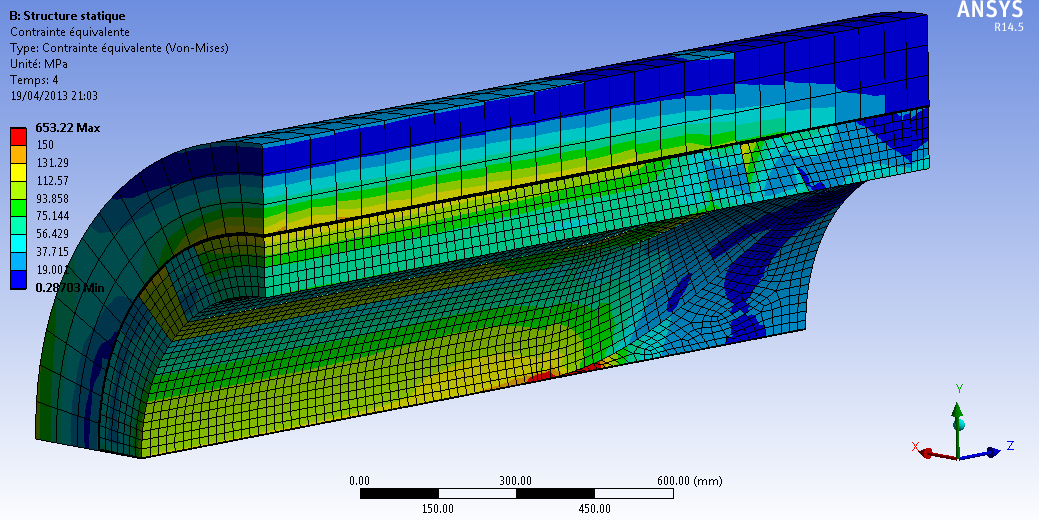 B: Structure statique
Contrainte équivalente
Type: Contrainte équivalente (Von-Mises)
Unité: MPa
Temps: 4
19/04/2013 21:03
ANSYS
R14.5
653.22 Max
150
131.29
112.57
93.858
75.144
56.429
37.715
0.28703 Min
Y
X
Z
0.00 300.00 600.00 (mm)
150.00 450.00